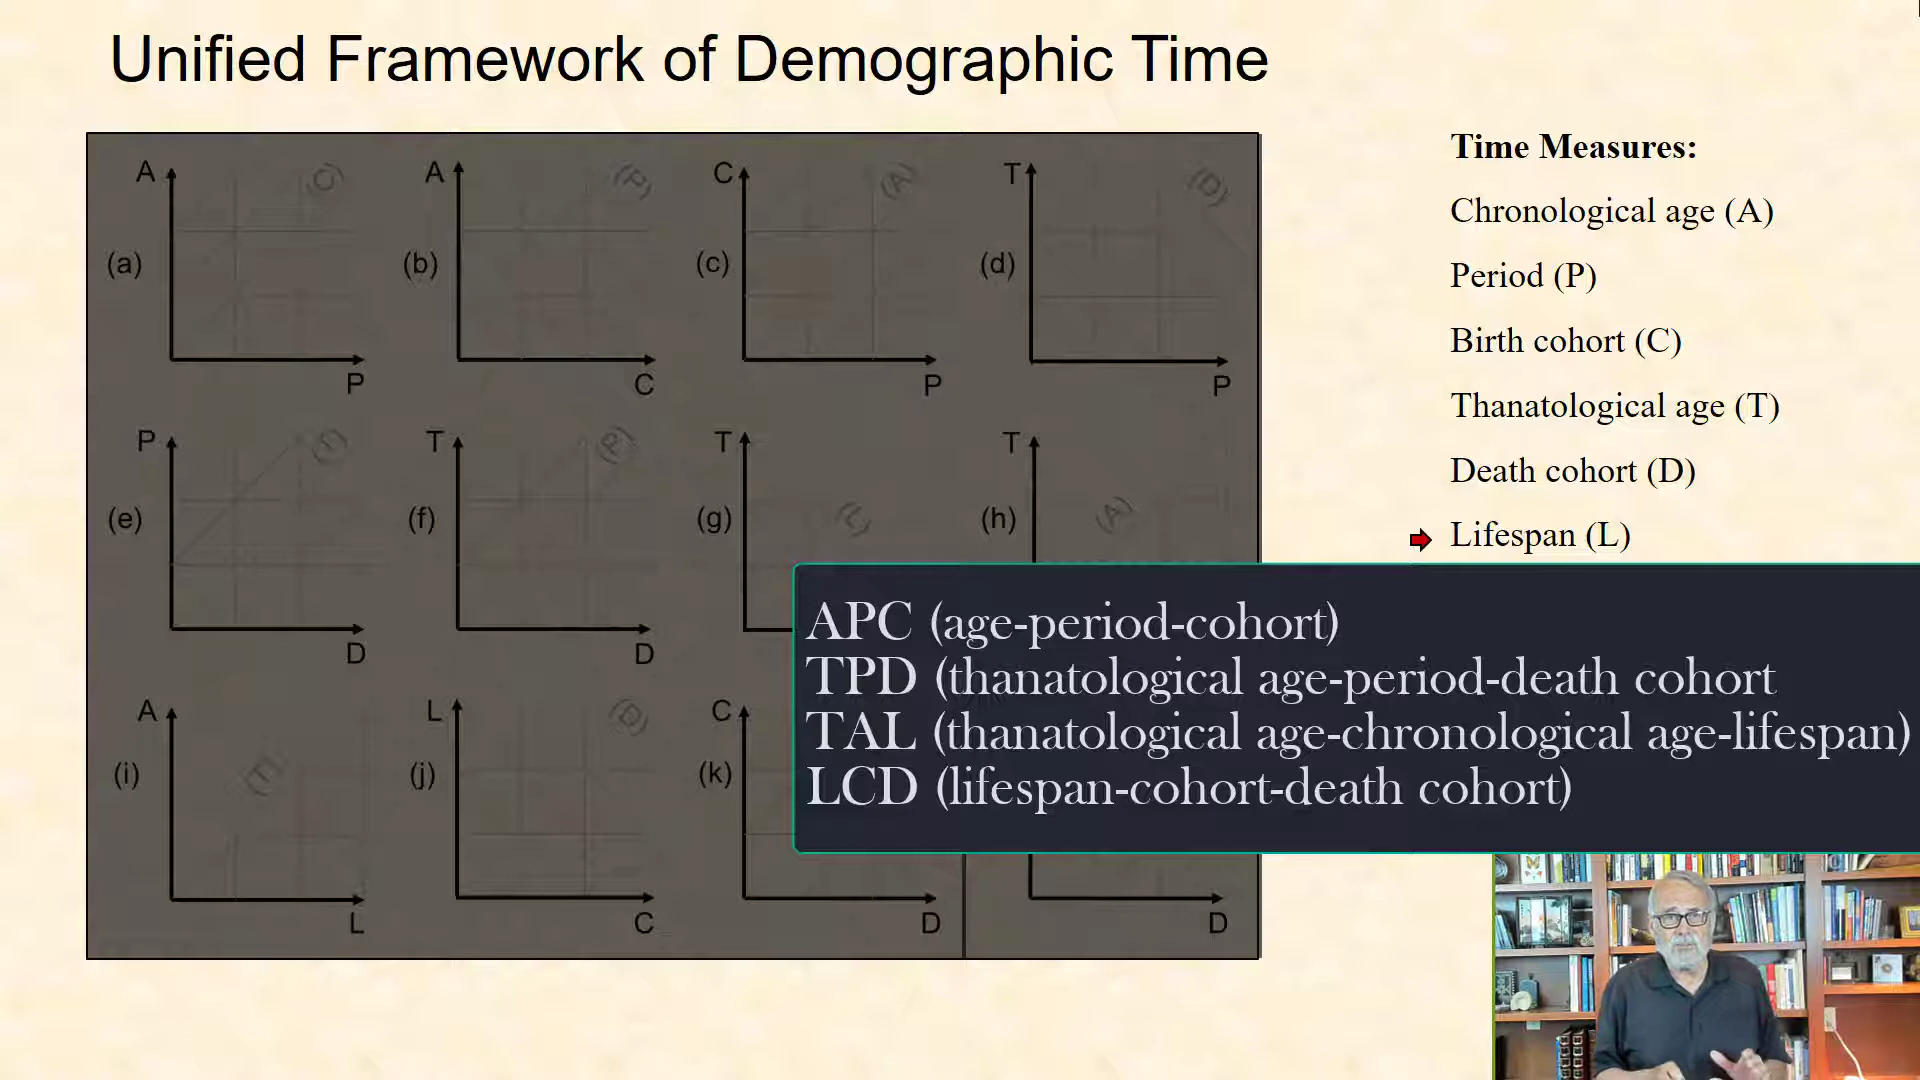 Unified Framework of Demographic Time
A
(C)
A
(P)
C
(A)
T
(D)
(a)
(b)
(c)
(d)
P
C
P
P
P
(T)
T
(P)
T
T
(e)
(f)
(g)
(L)
(h)
(A)
D
D
A
L
(D)
C
(i)
(T)
(j)
(k)
L
C
D
D
Time Measures:
Chronological age (A)
Period (P)
Birth cohort (C)
Thanatological age (T)
Death cohort (D)
Lifespan (L)
APC (age-period-cohort)
TPD (thanatological age-period-death cohort
TAL (thanatological age-chronological age-lifespan)
LCD (lifespan-cohort-death cohort)